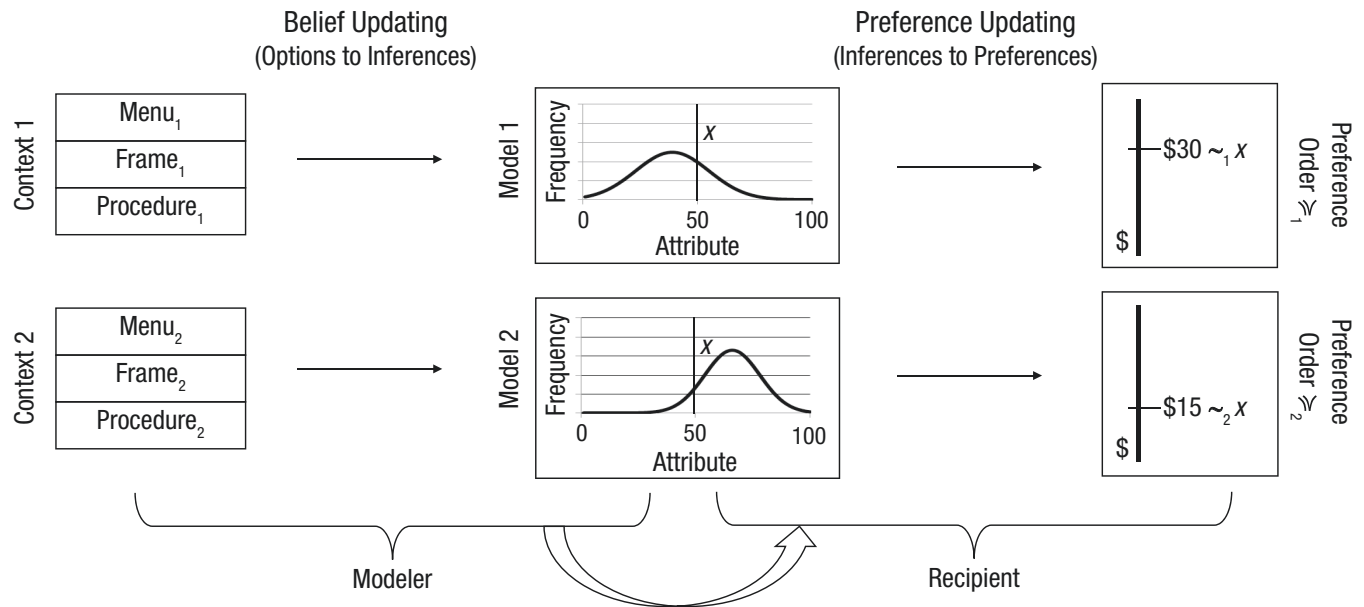 Belief Updating
(Options to Inferences)
Preference Updating
(Inferences to Preferences)
Context 1
Menu₁
Frame₁
Procedure₁
Model 1
Frequency
x
0 50 100
Attribute
$30 ~₁ x
$
Preference
Order ≽₁
Context 2
Menu₂
Frame₂
Procedure₂
Model 2
Frequency
x
0 50 100
Attribute
$15 ~₂ x
$
Preference
Order ≽₂
Modeler
Recipient